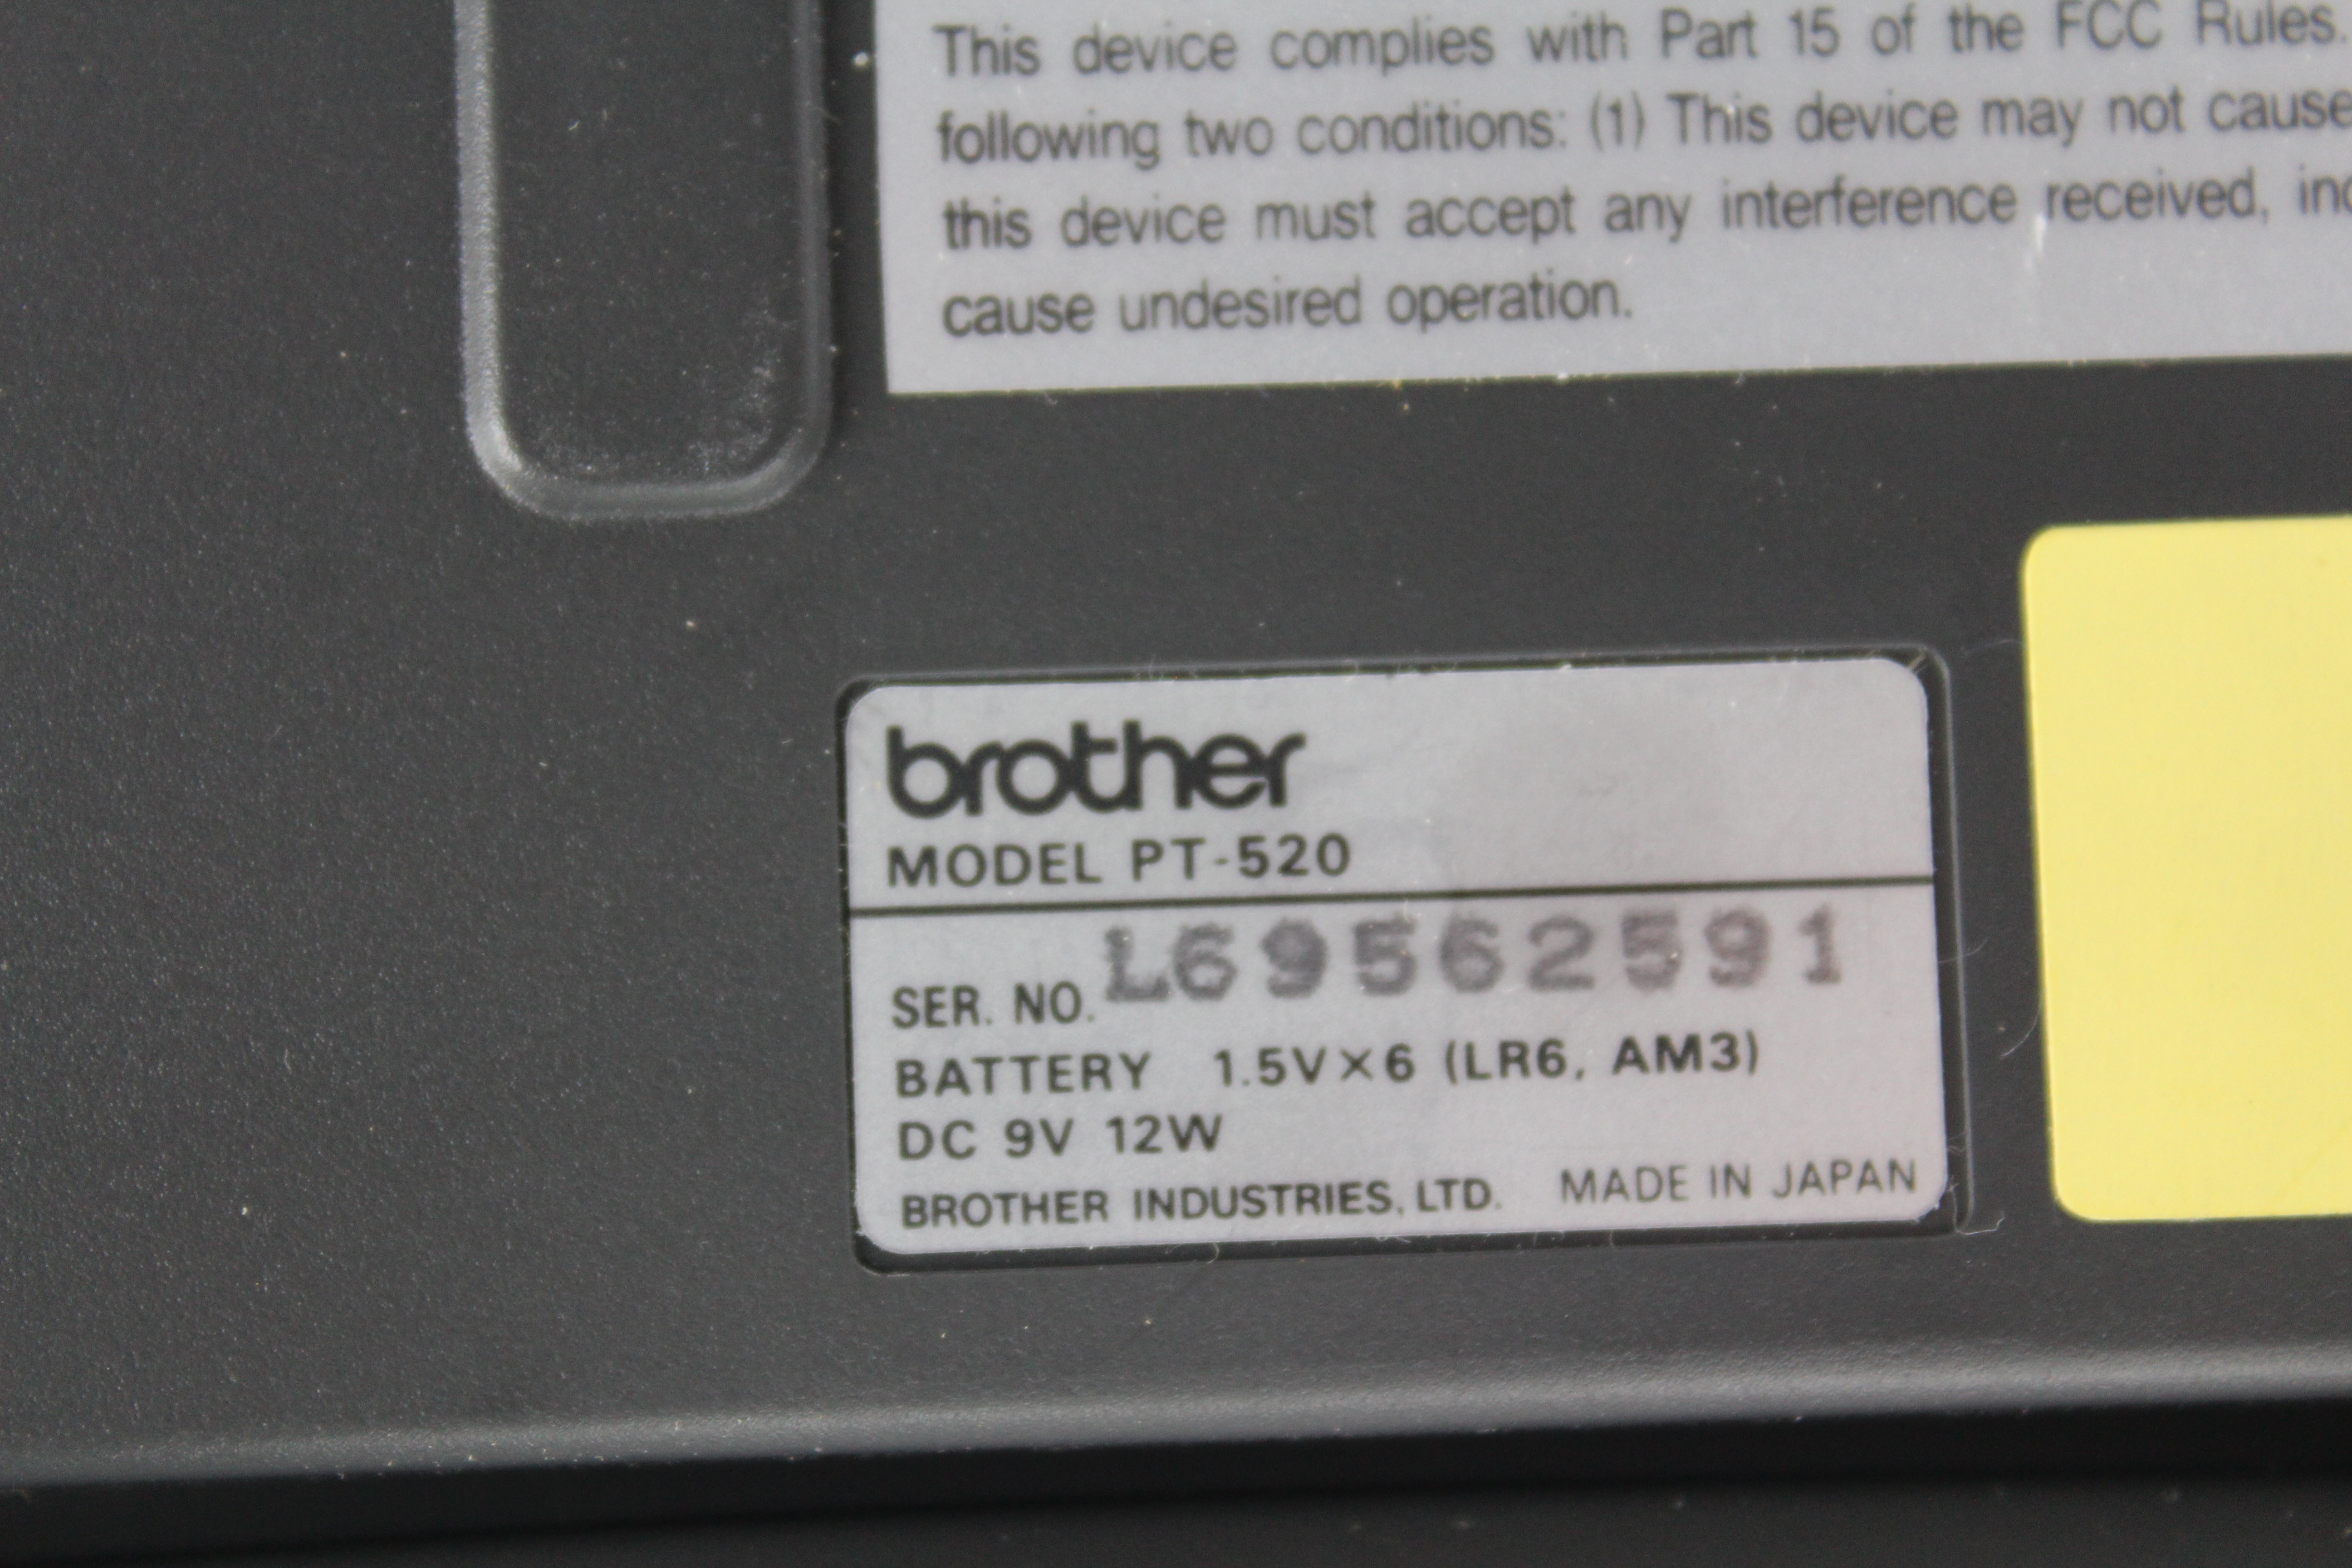 This device complies with Part 15 of the FCC Rules.
following two conditions: (1) This device may not cause
this device must accept any interference received,
cause undesired operation.
brother
MODEL PT-520
SER. NO. L69562591
BATTERY 1.5V×6 (LR6, AM3)
DC 9V 12W
BROTHER INDUSTRIES, LTD. MADE IN JAPAN